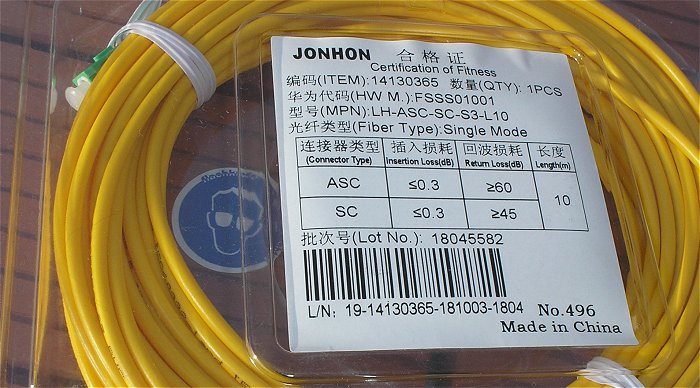 JONHON 合格证
Certification of Fitness
编码(ITEM):14130365 数量(QTY): 1PCS
华为代码(HW M.):FSSS01001
型号(MPN):LH-ASC-SC-S3-L10
光纤类型(Fiber Type):Single Mode
连接器类型 插入损耗 回波损耗 长度
(Connector Type) Insertion Loss(dB) Return Loss(dB) Length(m)
ASC ≤0.3 ≥60 10
SC ≤0.3 ≥45
批次号(Lot No.): 18045582
L/N: 19-14130365-181003-1804 No.496
Made in China